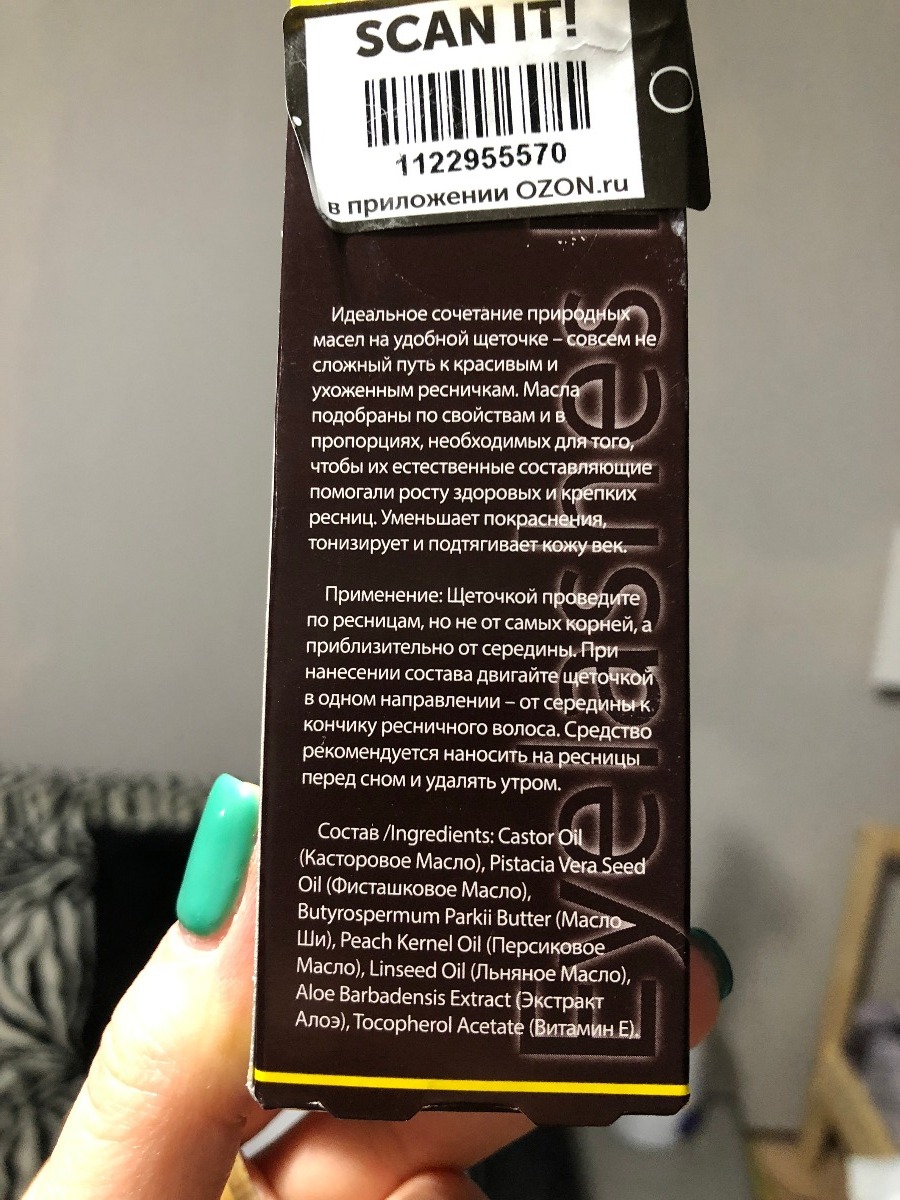 SCAN IT!
1122955570
в приложении OZON.ru
Идеальное сочетание природных
масел на удобной щеточке – совсем не
сложный путь к красивым и
ухоженным ресничкам. Масла
подобраны по свойствам и в
пропорциях, необходимых для того,
чтобы их естественные составляющие
помогали росту здоровых и крепких
ресниц. Уменьшает покраснения,
тонизирует и подтягивает кожу век.
Применение: Щеточкой проведите
по ресницам, но не от самых корней, а
приблизительно от середины. При
нанесении состава двигайте щеточкой
в одном направлении – от середины к
кончику ресничного волоса. Средство
рекомендуется наносить на ресницы
перед сном и удалять утром.
Состав /Ingredients: Castor Oil
(Касторовое Масло), Pistacia Vera Seed
Oil (Фисташковое Масло),
Butyrospermum Parkii Butter (Масло
Ши), Peach Kernel Oil (Персиковое
Масло), Linseed Oil (Льняное Масло),
Aloe Barbadensis Extract (Экстракт
Алоэ), Tocopherol Acetate (Витамин Е).
Eyelashes